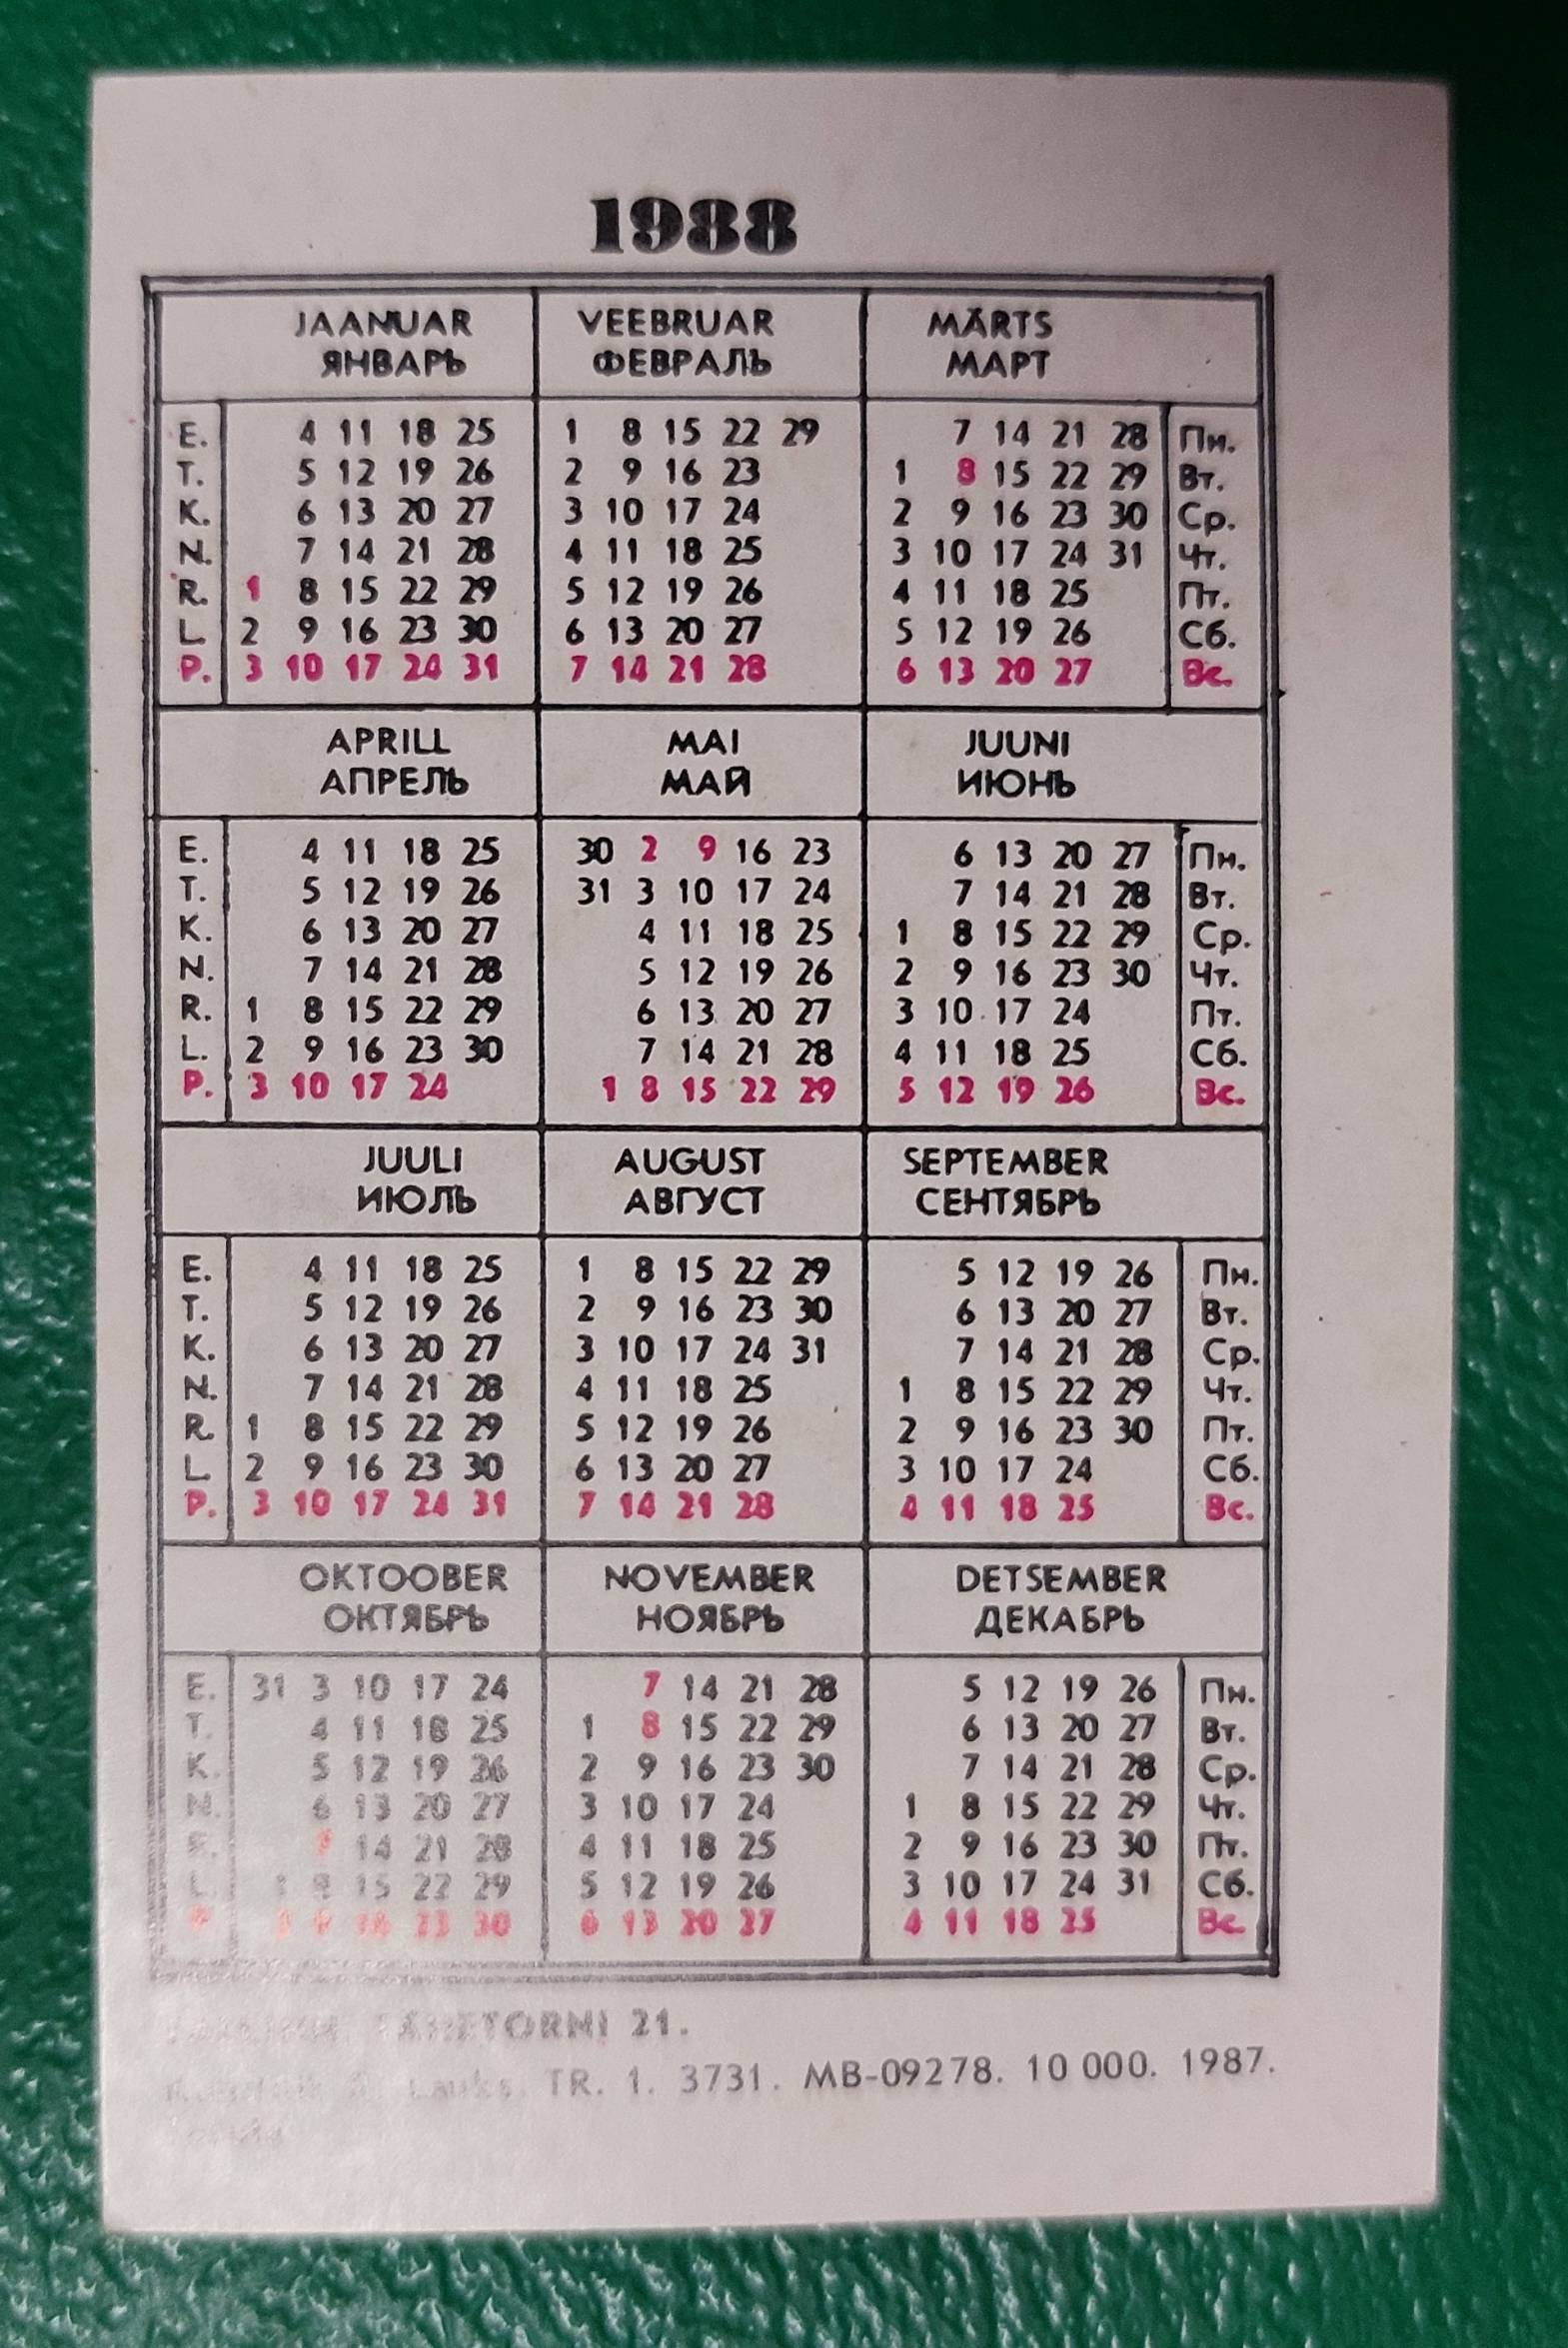 1988
JAANUAR VEEBRUAR MÄRTS
ЯНВАРЬ ФЕВРАЛЬ МАРТ
E. 4 11 18 25 1 8 15 22 29 7 14 21 28 Пн.
T. 5 12 19 26 2 9 16 23 1 8 15 22 29 Вт.
K. 6 13 20 27 3 10 17 24 2 9 16 23 30 Ср.
N. 7 14 21 28 4 11 18 25 3 10 17 24 31 Чт.
R. 1 8 15 22 29 5 12 19 26 4 11 18 25 Пт.
L. 2 9 16 23 30 6 13 20 27 5 12 19 26 Сб.
P. 3 10 17 24 31 7 14 21 28 6 13 20 27 Вс.
APRILL MAI JUUNI
АПРЕЛЬ МАЙ ИЮНЬ
E. 4 11 18 25 30 2 9 16 23 6 13 20 27 Пн.
T. 5 12 19 26 31 3 10 17 24 7 14 21 28 Вт.
K. 6 13 20 27 4 11 18 25 1 8 15 22 29 Ср.
N. 7 14 21 28 5 12 19 26 2 9 16 23 30 Чт.
R. 1 8 15 22 29 6 13 20 27 3 10 17 24 Пт.
L. 2 9 16 23 30 7 14 21 28 4 11 18 25 Сб.
P. 3 10 17 24 1 8 15 22 29 5 12 19 26 Вс.
JUULI AUGUST SEPTEMBER
ИЮЛЬ АВГУСТ СЕНТЯБРЬ
E. 4 11 18 25 1 8 15 22 29 5 12 19 26 Пн.
T. 5 12 19 26 2 9 16 23 30 6 13 20 27 Вт.
K. 6 13 20 27 3 10 17 24 31 7 14 21 28 Ср.
N. 7 14 21 28 4 11 18 25 1 8 15 22 29 Чт.
R. 1 8 15 22 29 5 12 19 26 2 9 16 23 30 Пт.
L 2 9 16 23 30 6 13 20 27 3 10 17 24 Сб.
P. 3 10 17 24 31 7 14 21 28 4 11 18 25 Вс.
OKTOOBER NOVEMBER DETSEMBER
ОКТЯБРЬ НОЯБРЬ ДЕКАБРЬ
E. 31 3 10 17 24 7 14 21 28 5 12 19 26 Пн.
T. 4 11 18 25 1 8 15 22 29 6 13 20 27 Вт.
K. 5 12 19 26 2 9 16 23 30 7 14 21 28 Ср.
N. 6 13 20 27 3 10 17 24 1 8 15 22 29 Чт.
14 21 28 4 11 18 25 2 9 16 23 30 Пт.
L. 1 8 15 22 29 5 12 19 26 3 10 17 24 31 Сб.
9 16 23 30 6 13 20 27 4 11 18 25 Вс.
21.
TR. 1. 3731. MB-09278. 10 000. 1987.